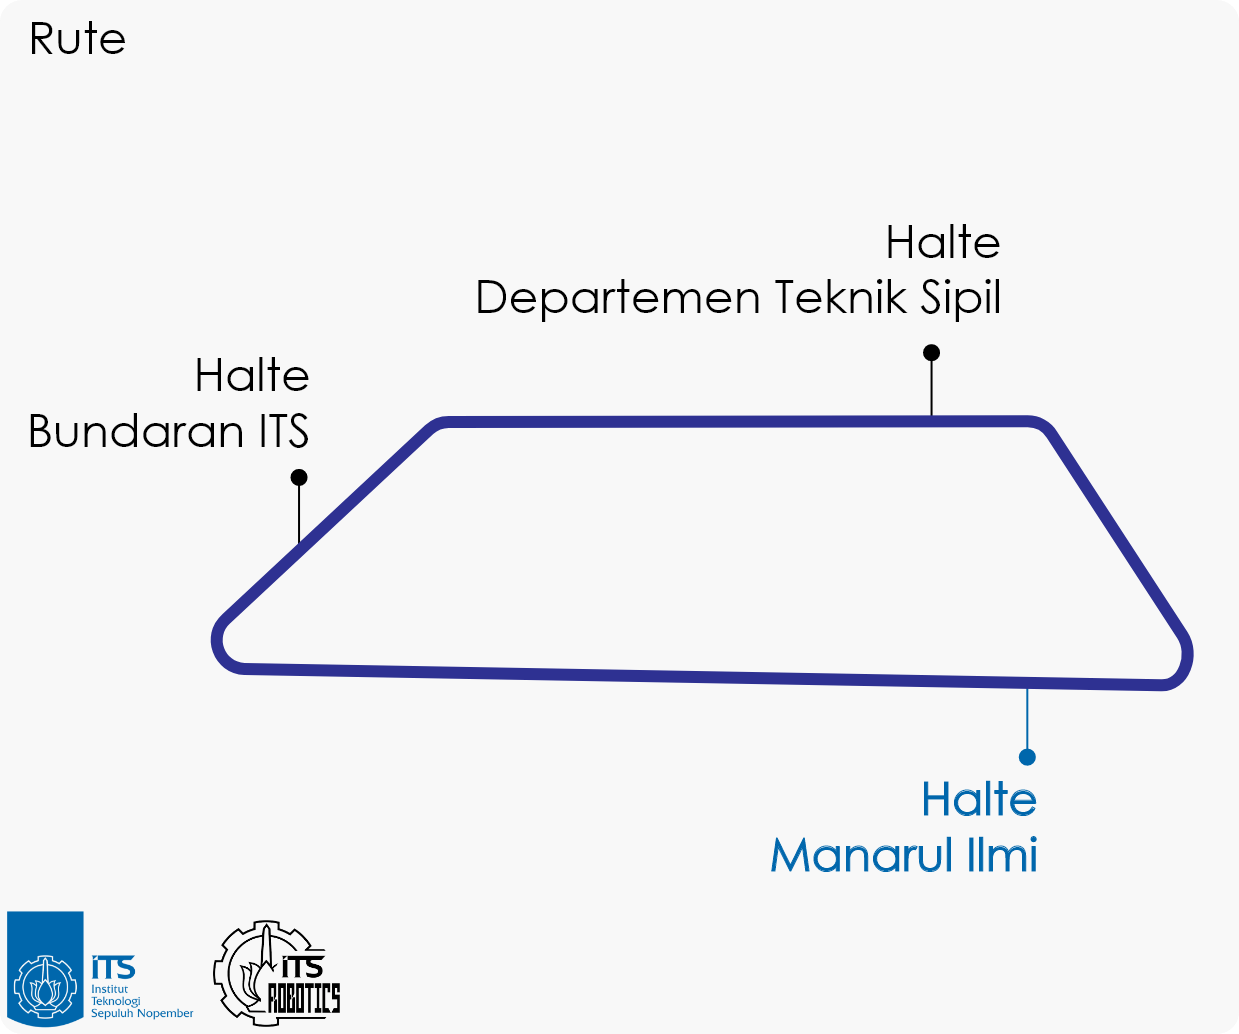 Rute
Halte
Departemen Teknik Sipil
Halte
Bundaran ITS
Halte
Manarul Ilmi
iTS
Institut
Teknologi
Sepuluh Nopember
iTS
ROBOTICS